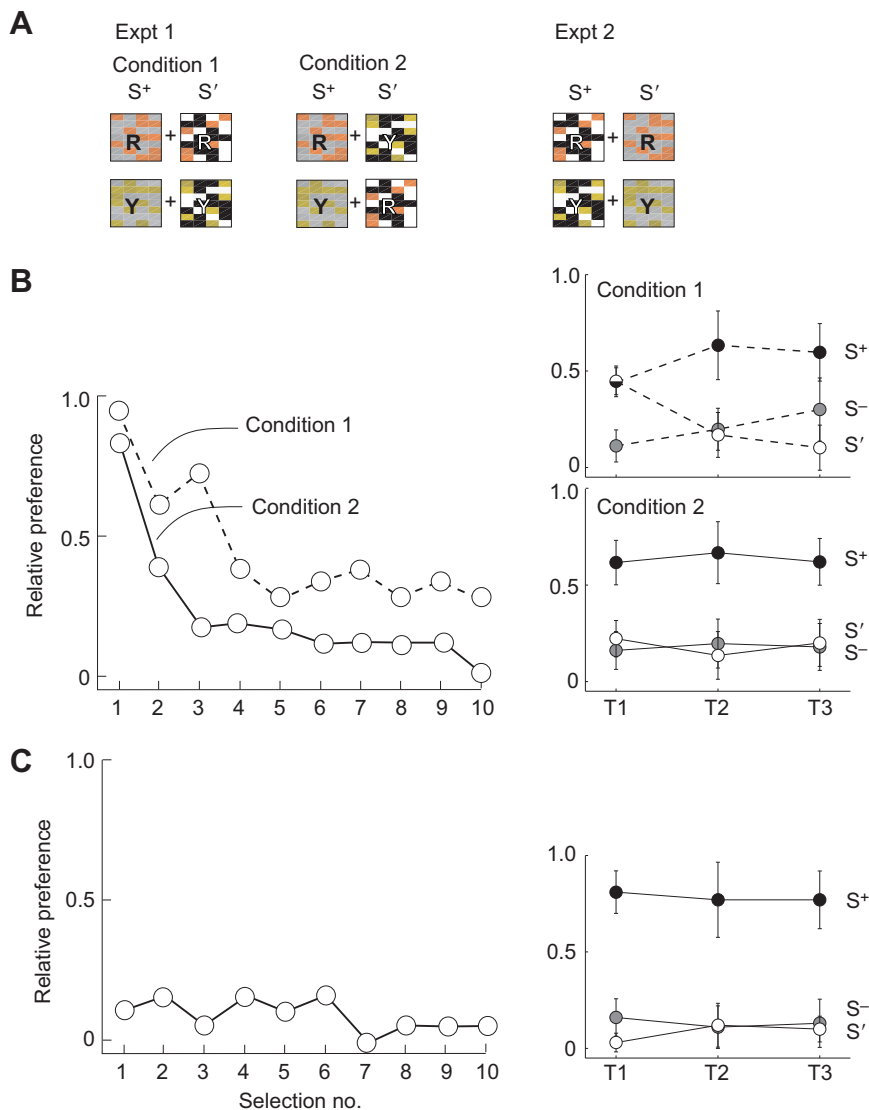 A
Expt 1
Expt 2
Condition 1
Condition 2
S+ S′ S+ S′ S+ S′
R + R R + Y R + R
Y + Y Y + R Y + Y
B
Relative preference
1.0
0.5
0
Condition 1
Condition 2
1 2 3 4 5 6 7 8 9 10
1.0
0.5
0
Condition 1
S+
S–
S′
1.0
0.5
0
Condition 2
S+
S′
S–
T1 T2 T3
C
Relative preference
1.0
0.5
0
1 2 3 4 5 6 7 8 9 10
Selection no.
1.0
0.5
0
S+
S–
S′
T1 T2 T3